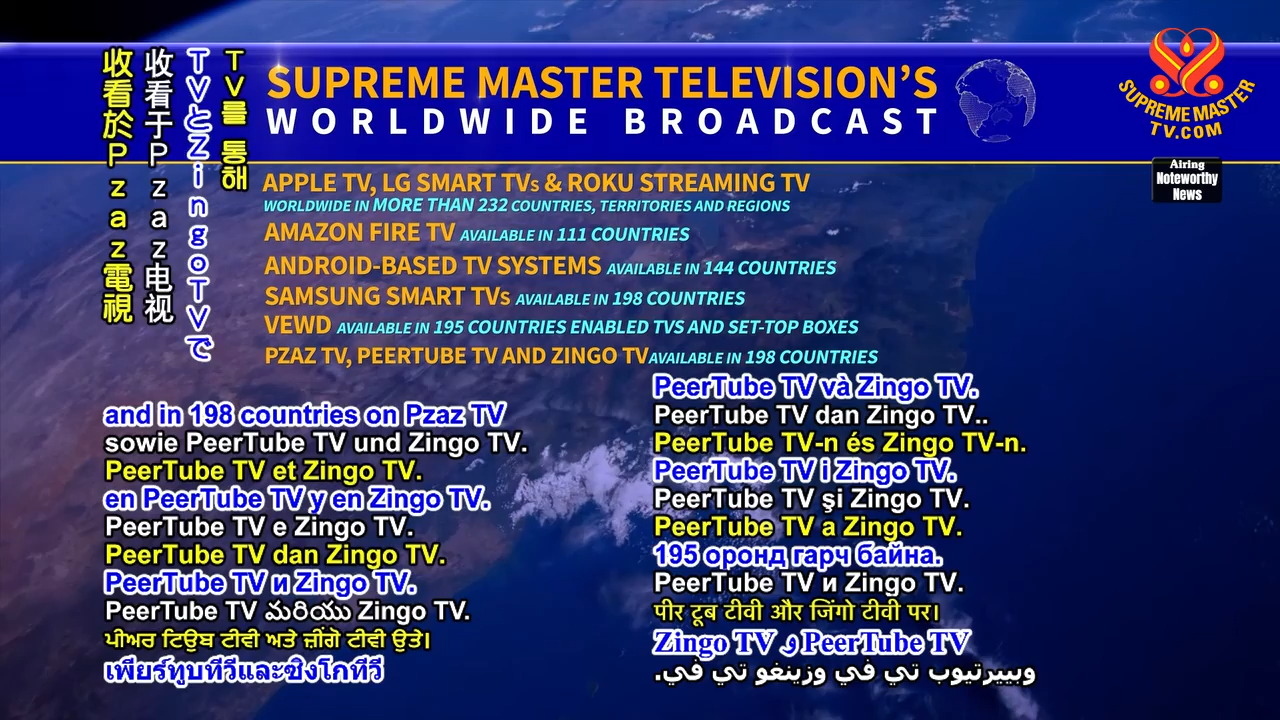 收看於Pzaz電視
收看于Pzaz电视
TVとZingoTVで
TV를 통해
SUPREME MASTER TELEVISION’S
WORLDWIDE BROADCAST
SUPREME MASTER
TV.COM
Airing
Noteworthy
News
APPLE TV, LG SMART TVs & ROKU STREAMING TV
WORLDWIDE IN MORE THAN 232 COUNTRIES, TERRITORIES AND REGIONS
AMAZON FIRE TV AVAILABLE IN 111 COUNTRIES
ANDROID-BASED TV SYSTEMS AVAILABLE IN 144 COUNTRIES
SAMSUNG SMART TVs AVAILABLE IN 198 COUNTRIES
VEWD AVAILABLE IN 195 COUNTRIES ENABLED TVS AND SET-TOP BOXES
PZAZ TV, PEERTUBE TV AND ZINGO TV AVAILABLE IN 198 COUNTRIES
and in 198 countries on Pzaz TV
sowie PeerTube TV und Zingo TV.
PeerTube TV et Zingo TV.
en PeerTube TV y en Zingo TV.
PeerTube TV e Zingo TV.
PeerTube TV dan Zingo TV.
PeerTube TV и Zingo TV.
PeerTube TV మరియు Zingo TV.
ਪੀਅਰ ਟਿਊਬ ਟੀਵੀ ਅਤੇ ਜ਼ੀਂਗੋ ਟੀਵੀ ਉਤੇ।
เพียร์ทูบทีวีและซิงโกทีวี
PeerTube TV và Zingo TV.
PeerTube TV dan Zingo TV..
PeerTube TV-n és Zingo TV-n.
PeerTube TV i Zingo TV.
PeerTube TV şi Zingo TV.
PeerTube TV a Zingo TV.
195 оронд гарч байна.
PeerTube TV и Zingo TV.
पीर टूब टीवी और जिंगो टीवी पर।
PeerTube TV و Zingo TV
وبييرتيوب تي في وزينغو تي في.